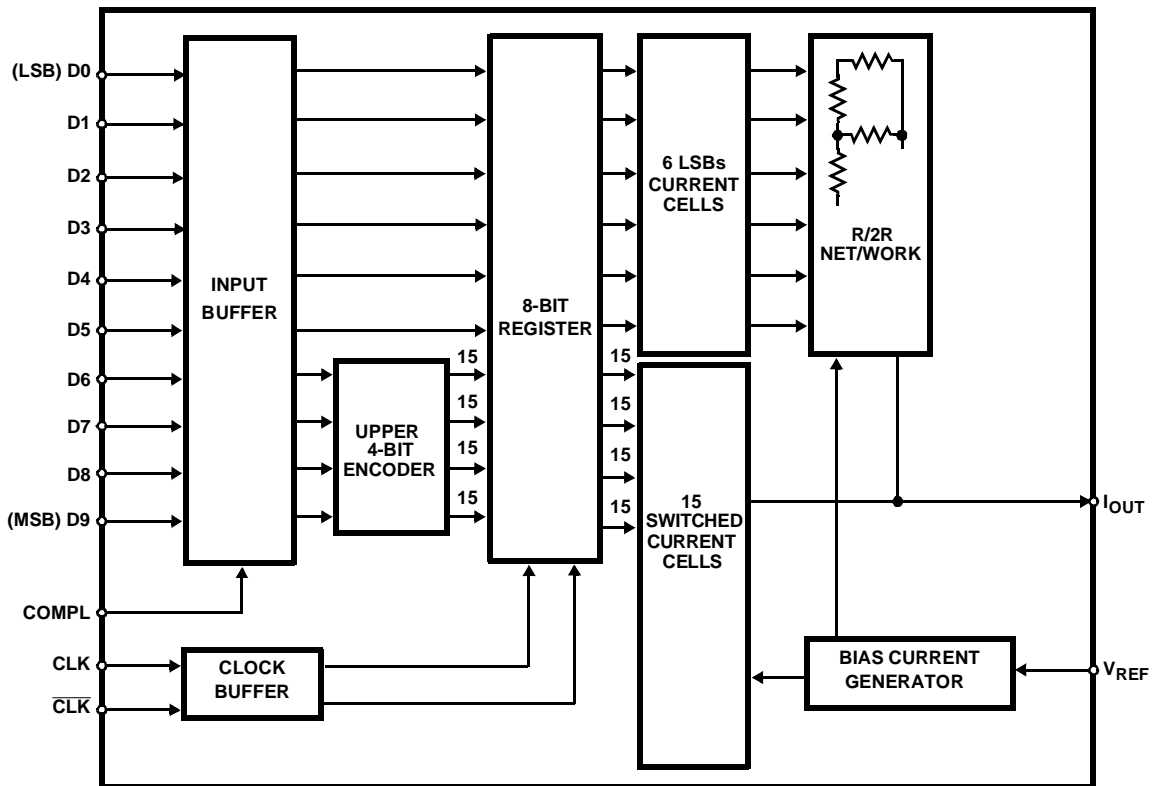 (LSB) D0
D1
D2
D3
D4
D5
D6
D7
D8
(MSB) D9
COMPL
CLK
CLK
INPUT
BUFFER
UPPER
4-BIT
ENCODER
CLOCK
BUFFER
15
15
15
15
8-BIT
REGISTER
15
15
15
15
6 LSBs
CURRENT
CELLS
15
SWITCHED
CURRENT
CELLS
R/2R
NET/WORK
BIAS CURRENT
GENERATOR
IOUT
VREF